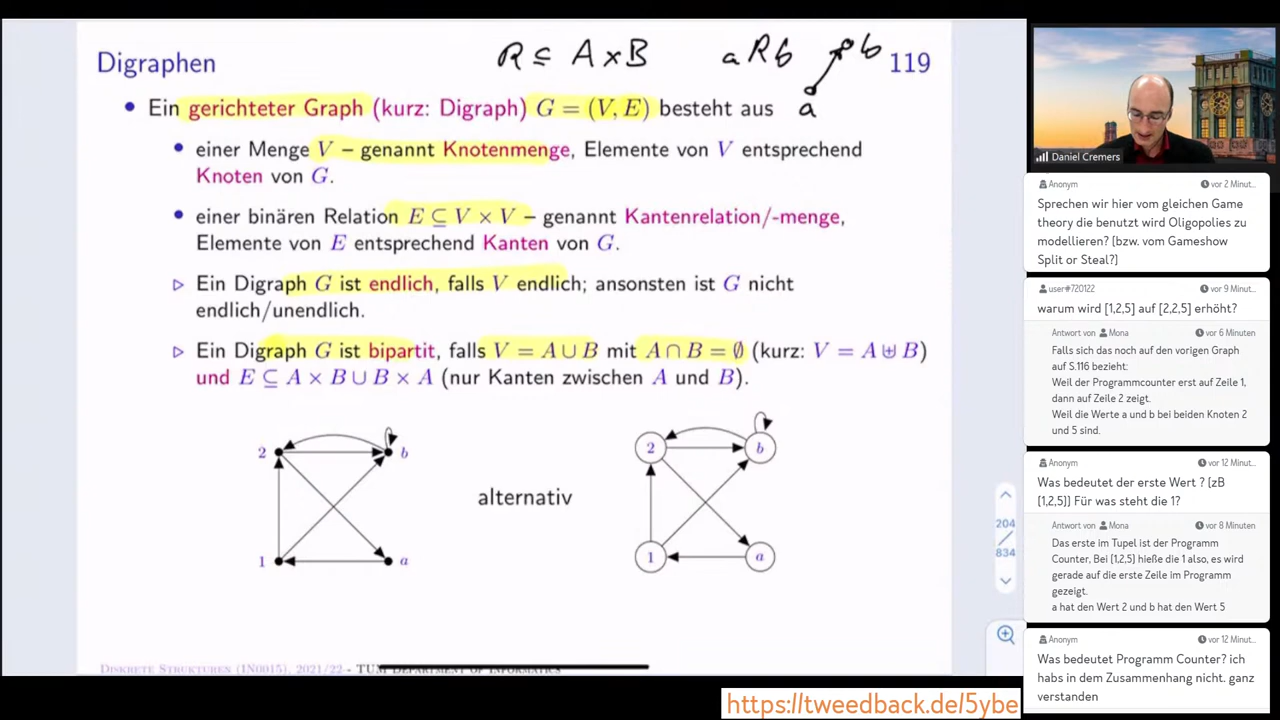 Digraphen
R ⊆ A × B
a R b
b
a
119
• Ein gerichteter Graph (kurz: Digraph) G = (V, E) besteht aus
• einer Menge V – genannt Knotenmenge, Elemente von V entsprechend
Knoten von G.
• einer binären Relation E ⊆ V × V – genannt Kantenrelation/-menge,
Elemente von E entsprechend Kanten von G.
▷ Ein Digraph G ist endlich, falls V endlich; ansonsten ist G nicht
endlich/unendlich.
▷ Ein Digraph G ist bipartit, falls V = A ∪ B mit A ∩ B = ∅ (kurz: V = A ⊎ B)
und E ⊆ A × B ∪ B × A (nur Kanten zwischen A und B).
2
b
1
a
alternativ
2
b
1
a
204
/
834
Diskrete Strukturen (IN0015), 2021/22 - TUM Department of Informatics
Daniel Cremers
Anonym
vor 2 Minut...
Sprechen wir hier vom gleichen Game
theory die benutzt wird Oligopolies zu
modellieren? [bzw. vom Gameshow
Split or Steal?]
user#720122
vor 9 Min...
warum wird [1,2,5] auf [2,2,5] erhöht?
Antwort von Mona
vor 6 Minuten
Falls sich das noch auf den vorigen Graph
auf S.116 bezieht:
Weil der Programmcounter erst auf Zeile 1,
dann auf Zeile 2 zeigt.
Weil die Werte a und b bei beiden Knoten 2
und 5 sind.
Anonym
vor 12 Minut...
Was bedeutet der erste Wert ? [zB
[1,2,5]] Für was steht die 1?
Antwort von Mona
vor 8 Minuten
Das erste im Tupel ist der Programm
Counter, Bei [1,2,5] hieße die 1 also, es wird
gerade auf die erste Zeile im Programm
gezeigt.
a hat den Wert 2 und b hat den Wert 5
Anonym
vor 12 Minut...
Was bedeutet Programm Counter? ich
habs in dem Zusammenhang nicht. ganz
verstanden
https://tweedback.de/5ybe